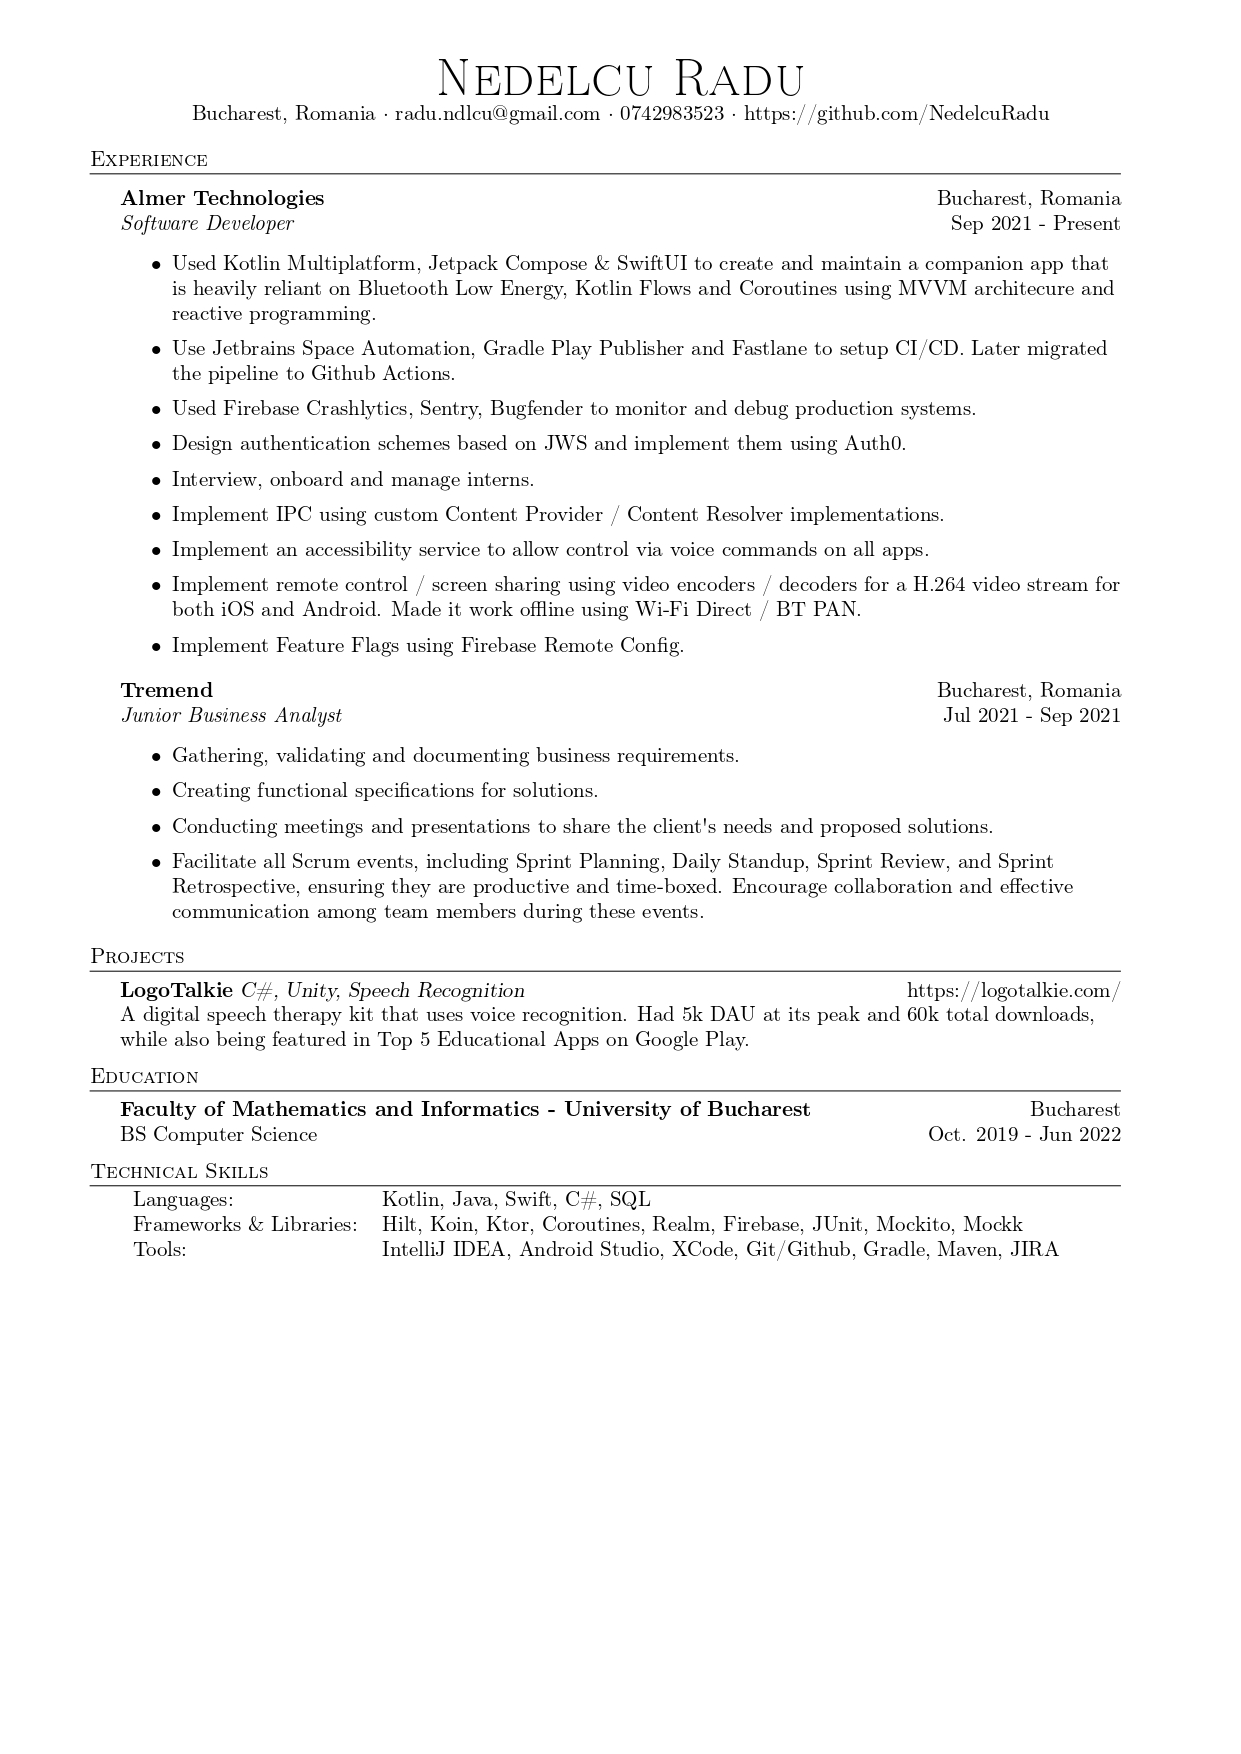 Nedelcu Radu
Bucharest, Romania · radu.ndlcu@gmail.com · 0742983523 · https://github.com/NedelcuRadu
Experience
Almer Technologies Bucharest, Romania
Software Developer Sep 2021 - Present
• Used Kotlin Multiplatform, Jetpack Compose & SwiftUI to create and maintain a companion app that
is heavily reliant on Bluetooth Low Energy, Kotlin Flows and Coroutines using MVVM architecure and
reactive programming.
• Use Jetbrains Space Automation, Gradle Play Publisher and Fastlane to setup CI/CD. Later migrated
the pipeline to Github Actions.
• Used Firebase Crashlytics, Sentry, Bugfender to monitor and debug production systems.
• Design authentication schemes based on JWS and implement them using Auth0.
• Interview, onboard and manage interns.
• Implement IPC using custom Content Provider / Content Resolver implementations.
• Implement an accessibility service to allow control via voice commands on all apps.
• Implement remote control / screen sharing using video encoders / decoders for a H.264 video stream for
both iOS and Android. Made it work offline using Wi-Fi Direct / BT PAN.
• Implement Feature Flags using Firebase Remote Config.
Tremend Bucharest, Romania
Junior Business Analyst Jul 2021 - Sep 2021
• Gathering, validating and documenting business requirements.
• Creating functional specifications for solutions.
• Conducting meetings and presentations to share the client's needs and proposed solutions.
• Facilitate all Scrum events, including Sprint Planning, Daily Standup, Sprint Review, and Sprint
Retrospective, ensuring they are productive and time-boxed. Encourage collaboration and effective
communication among team members during these events.
Projects
LogoTalkie C#, Unity, Speech Recognition https://logotalkie.com/
A digital speech therapy kit that uses voice recognition. Had 5k DAU at its peak and 60k total downloads,
while also being featured in Top 5 Educational Apps on Google Play.
Education
Faculty of Mathematics and Informatics - University of Bucharest Bucharest
BS Computer Science Oct. 2019 - Jun 2022
Technical Skills
Languages: Kotlin, Java, Swift, C#, SQL
Frameworks & Libraries: Hilt, Koin, Ktor, Coroutines, Realm, Firebase, JUnit, Mockito, Mockk
Tools: IntelliJ IDEA, Android Studio, XCode, Git/Github, Gradle, Maven, JIRA